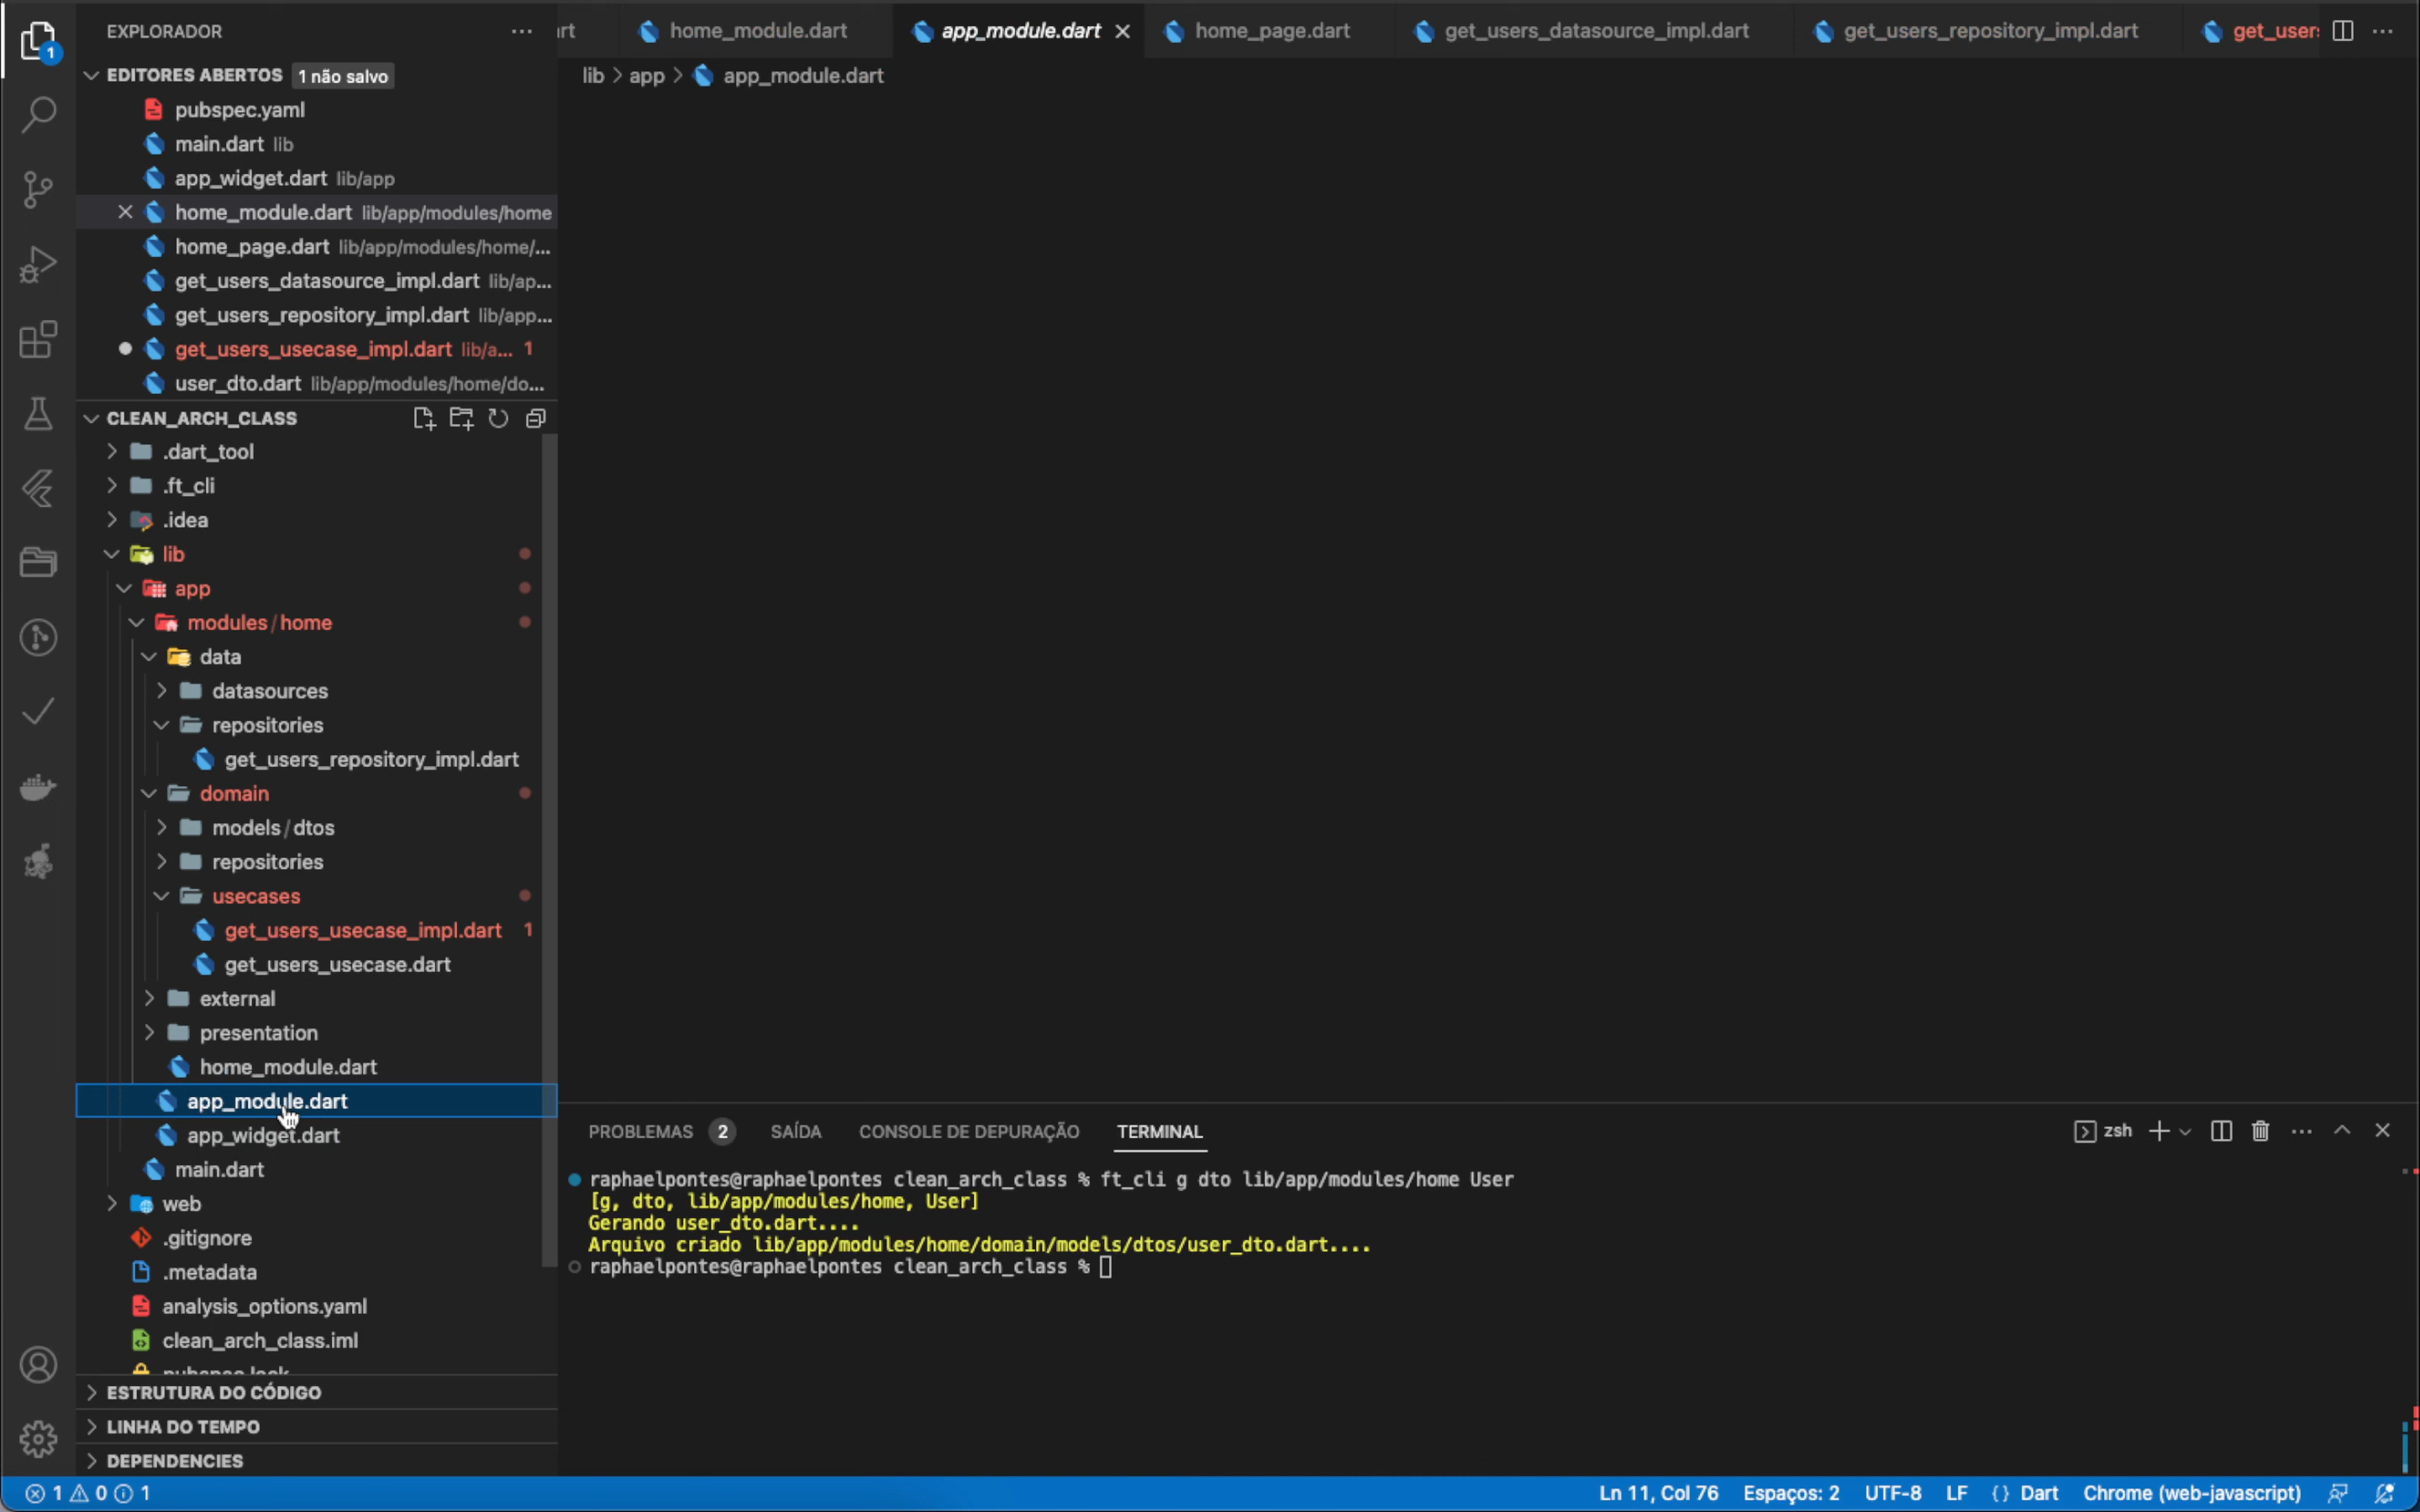 EXPLORADOR
1
EDITORES ABERTOS 1 não salvo
pubspec.yaml
main.dart lib
app_widget.dart lib/app
home_module.dart lib/app/modules/home
home_page.dart lib/app/modules/home/...
get_users_datasource_impl.dart lib/ap...
get_users_repository_impl.dart lib/app...
get_users_usecase_impl.dart lib/a... 1
user_dto.dart lib/app/modules/home/do...
CLEAN_ARCH_CLASS
.dart_tool
.ft_cli
.idea
lib
app
modules/home
data
datasources
repositories
get_users_repository_impl.dart
domain
models/dtos
repositories
usecases
get_users_usecase_impl.dart 1
get_users_usecase.dart
external
presentation
home_module.dart
app_module.dart
app_widget.dart
main.dart
web
.gitignore
.metadata
analysis_options.yaml
clean_arch_class.iml
pubspec.lock
ESTRUTURA DO CÓDIGO
LINHA DO TEMPO
DEPENDENCIES
rt home_module.dart app_module.dart home_page.dart get_users_datasource_impl.dart get_users_repository_impl.dart get_user
lib > app > app_module.dart
PROBLEMAS 2 SAÍDA CONSOLE DE DEPURAÇÃO TERMINAL zsh
raphaelpontes@raphaelpontes clean_arch_class % ft_cli g dto lib/app/modules/home User
[g, dto, lib/app/modules/home, User]
Gerando user_dto.dart....
Arquivo criado lib/app/modules/home/domain/models/dtos/user_dto.dart....
raphaelpontes@raphaelpontes clean_arch_class %
1 0 1 Ln 11, Col 76 Espaços: 2 UTF-8 LF {} Dart Chrome (web-javascript)